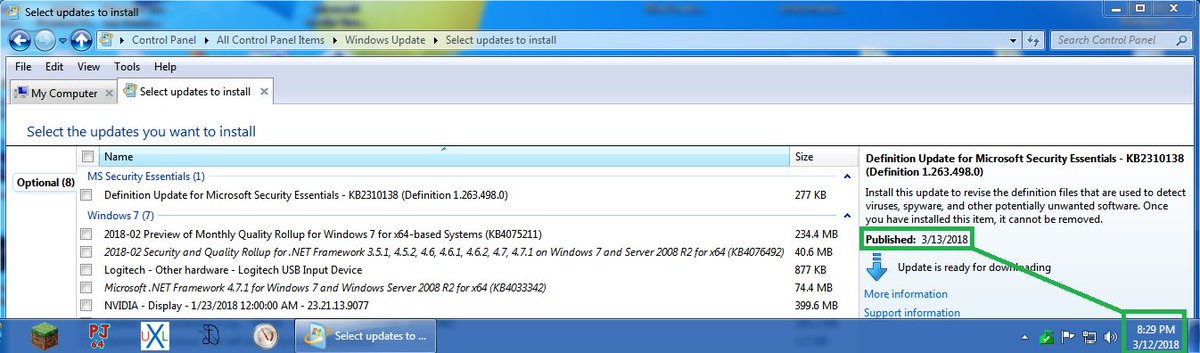 Select updates to install
Control Panel
All Control Panel Items
Windows Update
Select updates to install
Search Control Panel
File Edit View Tools Help
My Computer
Select updates to install
Select the updates you want to install
Name
Size
Optional (8)
MS Security Essentials (1)
Definition Update for Microsoft Security Essentials - KB2310138 (Definition 1.263.498.0)
277 KB
Windows 7 (7)
2018-02 Preview of Monthly Quality Rollup for Windows 7 for x64-based Systems (KB4075211)
234.4 MB
2018-02 Security and Quality Rollup for .NET Framework 3.5.1, 4.5.2, 4.6, 4.6.1, 4.6.2, 4.7, 4.7.1 on Windows 7 and Server 2008 R2 for x64 (KB4076492)
40.6 MB
Logitech - Other hardware - Logitech USB Input Device
877 KB
Microsoft .NET Framework 4.7.1 for Windows 7 and Windows Server 2008 R2 for x64 (KB4033342)
74.4 MB
NVIDIA - Display - 1/23/2018 12:00:00 AM - 23.21.13.9077
399.6 MB
Definition Update for Microsoft Security Essentials - KB2310138
(Definition 1.263.498.0)
Install this update to revise the definition files that are used to detect
viruses, spyware, and other potentially unwanted software. Once
you have installed this item, it cannot be removed.
Published: 3/13/2018
Update is ready for downloading
More information
Support information
PJ
64
UXL
D
Select updates to ...
8:29 PM
3/12/2018